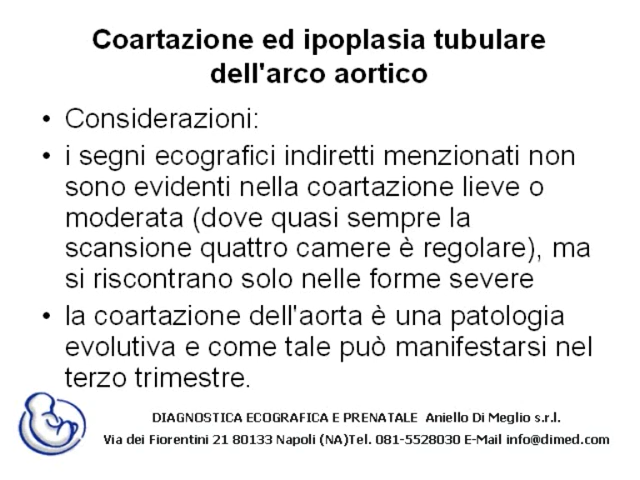 Coartazione ed ipoplasia tubulare
dell'arco aortico
• Considerazioni:
• i segni ecografici indiretti menzionati non
sono evidenti nella coartazione lieve o
moderata (dove quasi sempre la
scansione quattro camere è regolare), ma
si riscontrano solo nelle forme severe
• la coartazione dell'aorta è una patologia
evolutiva e come tale può manifestarsi nel
terzo trimestre.
DIAGNOSTICA ECOGRAFICA E PRENATALE Aniello Di Meglio s.r.l.
Via dei Fiorentini 21 80133 Napoli (NA)Tel. 081-5528030 E-Mail info@dimed.com